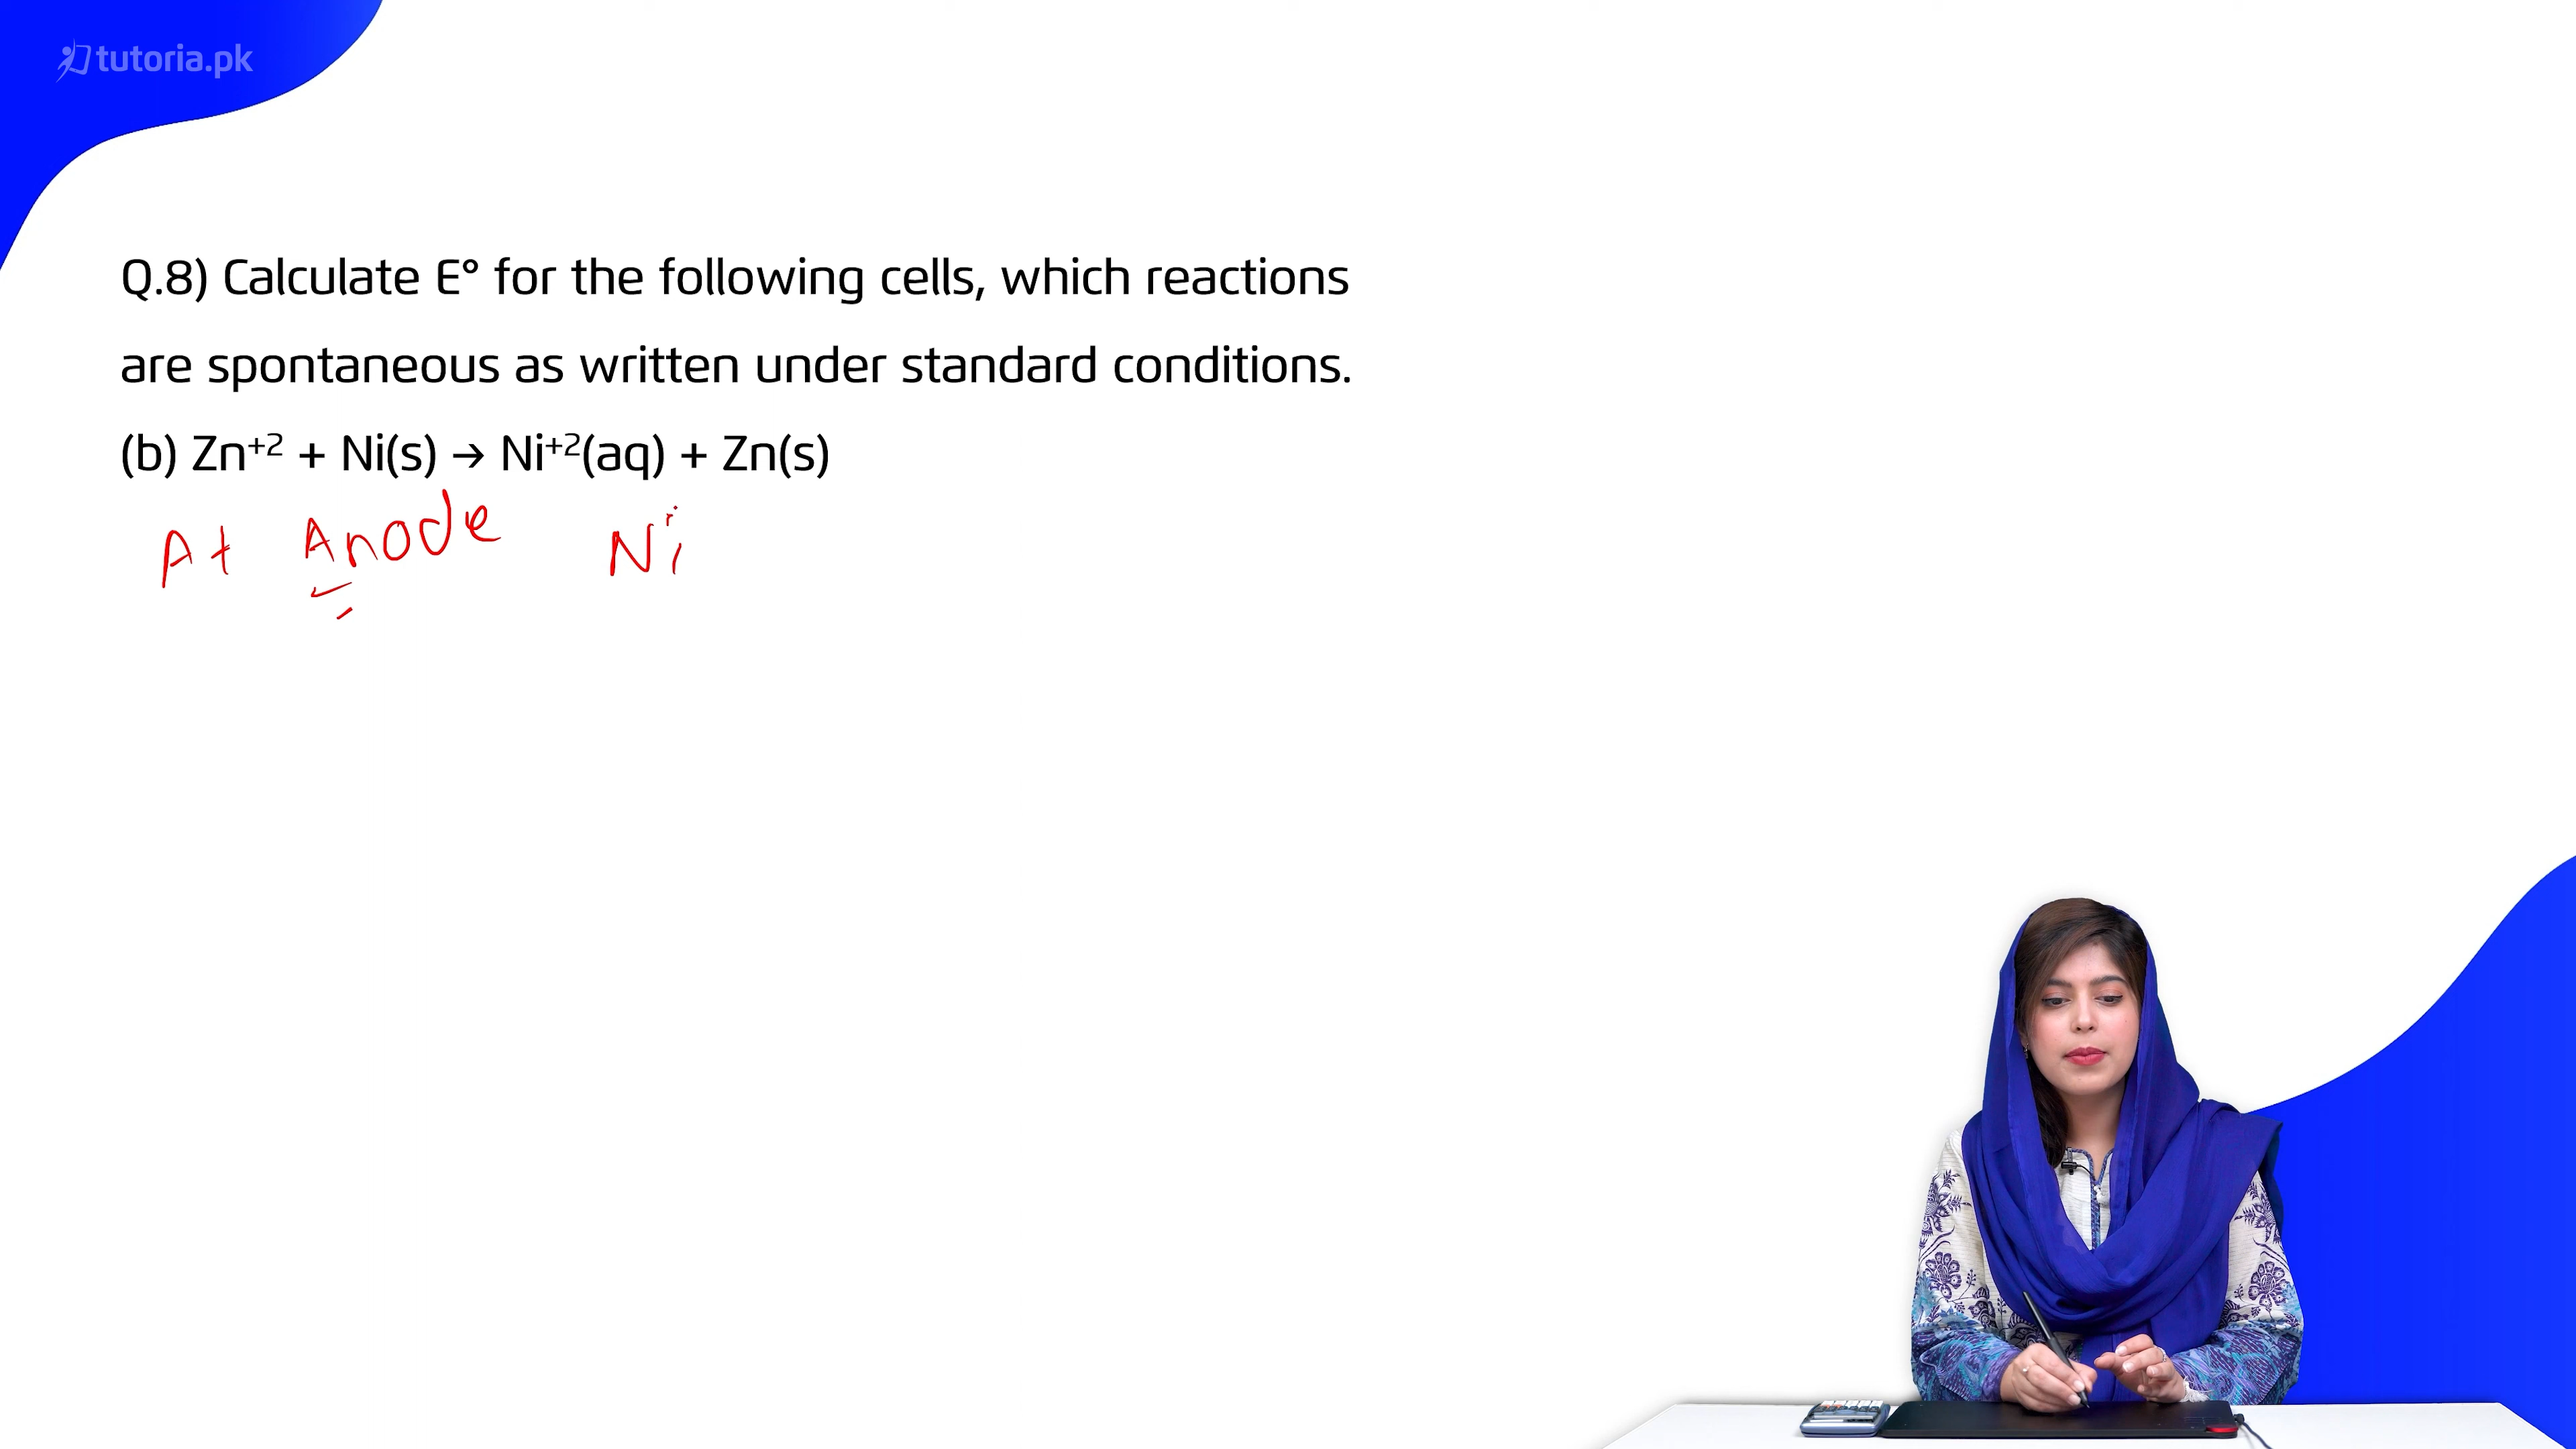 tutoria.pk
Q.8) Calculate E° for the following cells, which reactions
are spontaneous as written under standard conditions.
(b) Zn⁺² + Ni(s) → Ni⁺²(aq) + Zn(s)
At Anode Ni